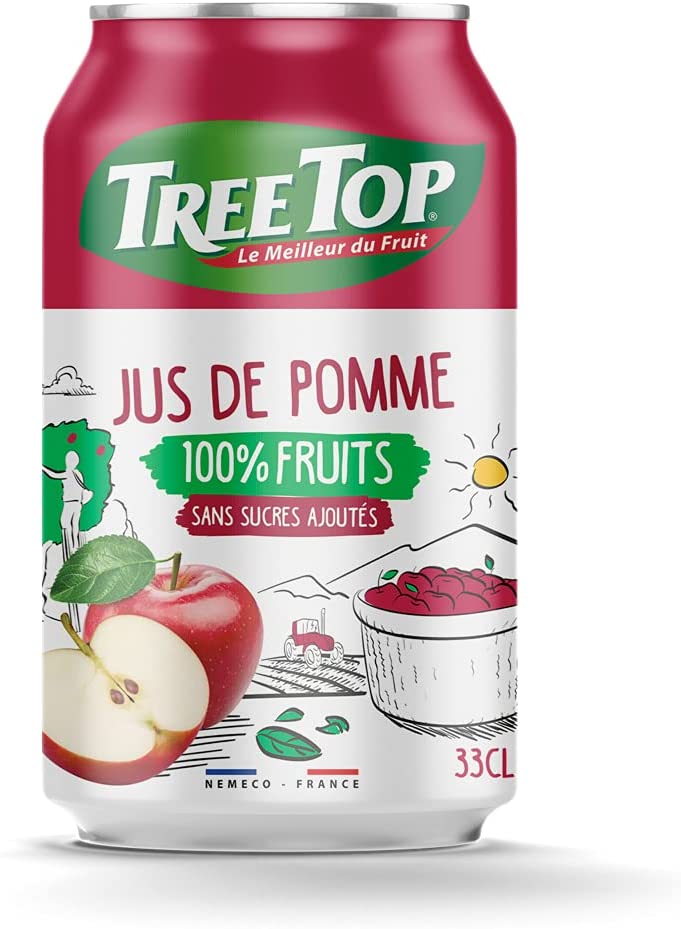 TREE TOP®
Le Meilleur du Fruit
JUS DE POMME
100% FRUITS
SANS SUCRES AJOUTÉS
33CL
NEMECO - FRANCE